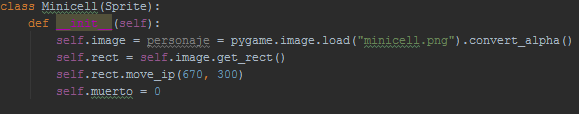 class Minicell(Sprite):
def __init__(self):
self.image = personaje = pygame.image.load("minicell.png").convert_alpha()
self.rect = self.image.get_rect()
self.rect.move_ip(670, 300)
self.muerto = 0